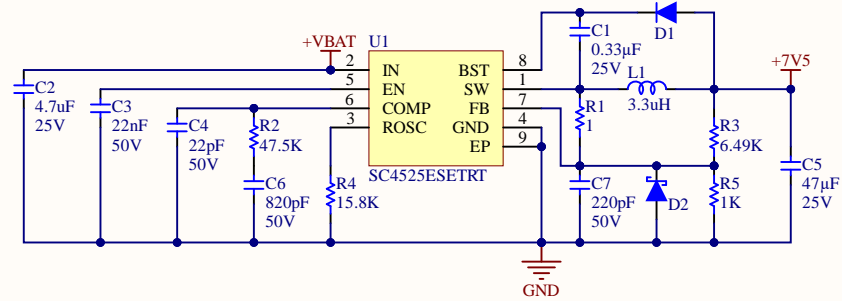 +VBAT
U1
C1
0.33µF
25V
D1
2
IN
BST
8
+7V5
C2
4.7uF
25V
5
EN
SW
1
L1
3.3uH
C3
22nF
50V
6
COMP
FB
7
C4
22pF
50V
R2
47.5K
3
ROSC
GND
4
R1
1
R3
6.49K
EP
9
SC4525ESETRT
C5
47µF
25V
C6
820pF
50V
R4
15.8K
C7
220pF
50V
D2
R5
1K
GND